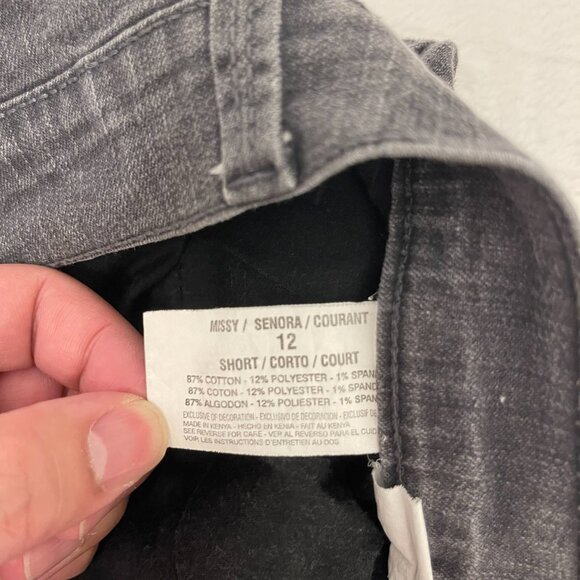 MISSY / SENORA / COURANT
12
SHORT / CORTO / COURT
87% COTTON - 12% POLYESTER - 1% SPAND
87% COTON - 12% POLYESTER - 1% SPAND
87% ALGODON - 12% POLIESTER - 1% SPAN
EXCLUSIVE OF DECORATION - EXCLUSIVO DE DECORACION - EXCLUSIF DE
MADE IN KENYA - HECHO EN KENIA - FAIT AU KENYA
SEE REVERSE FOR CARE - VER AL REVERSO PARA EL CUID
VOIR, LES INSTRUCTIONS D'ENTRETIEN AU DOS